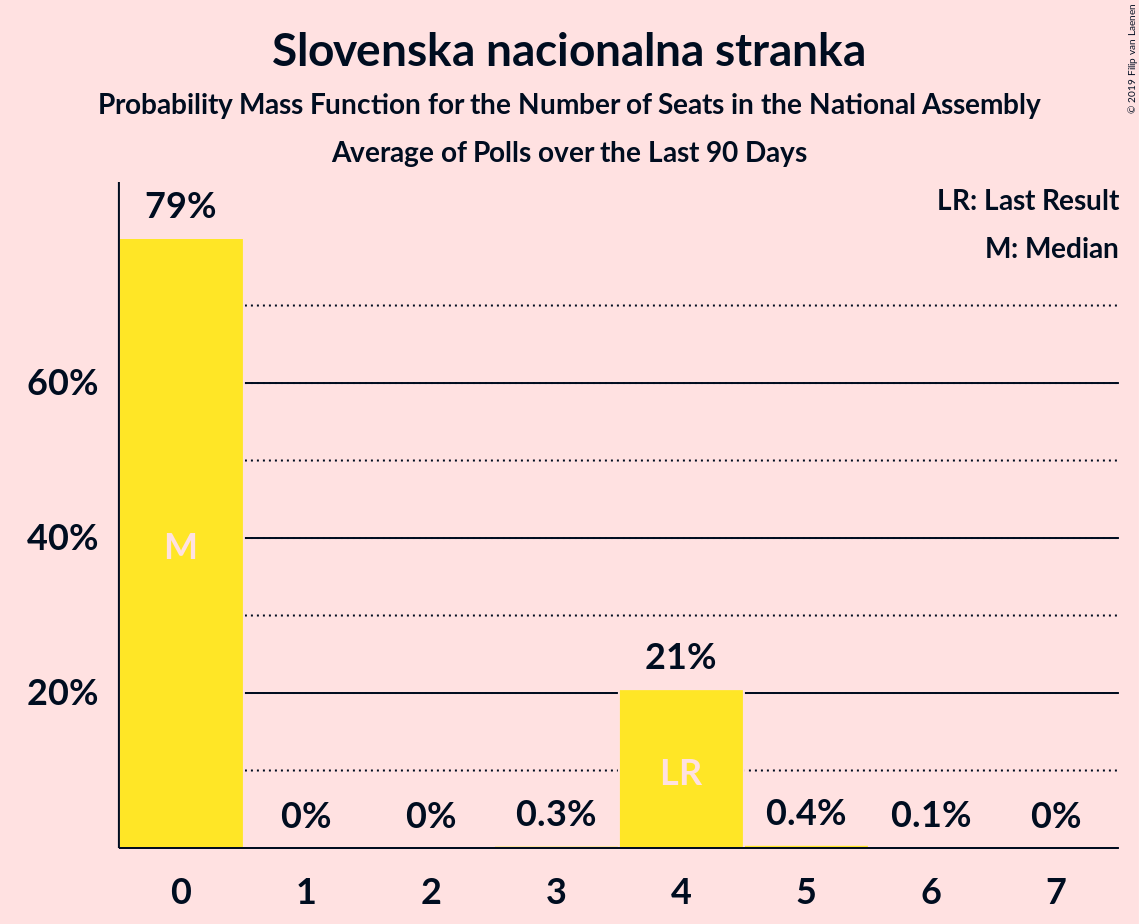 Slovenska nacionalna stranka
Probability Mass Function for the Number of Seats in the National Assembly
Average of Polls over the Last 90 Days
© 2019 Filip van Laenen
LR: Last Result
M: Median
79%
60%
40%
20%
M
21%
LR
0%
0%
0.3%
0.4%
0.1%
0%
0 1 2 3 4 5 6 7